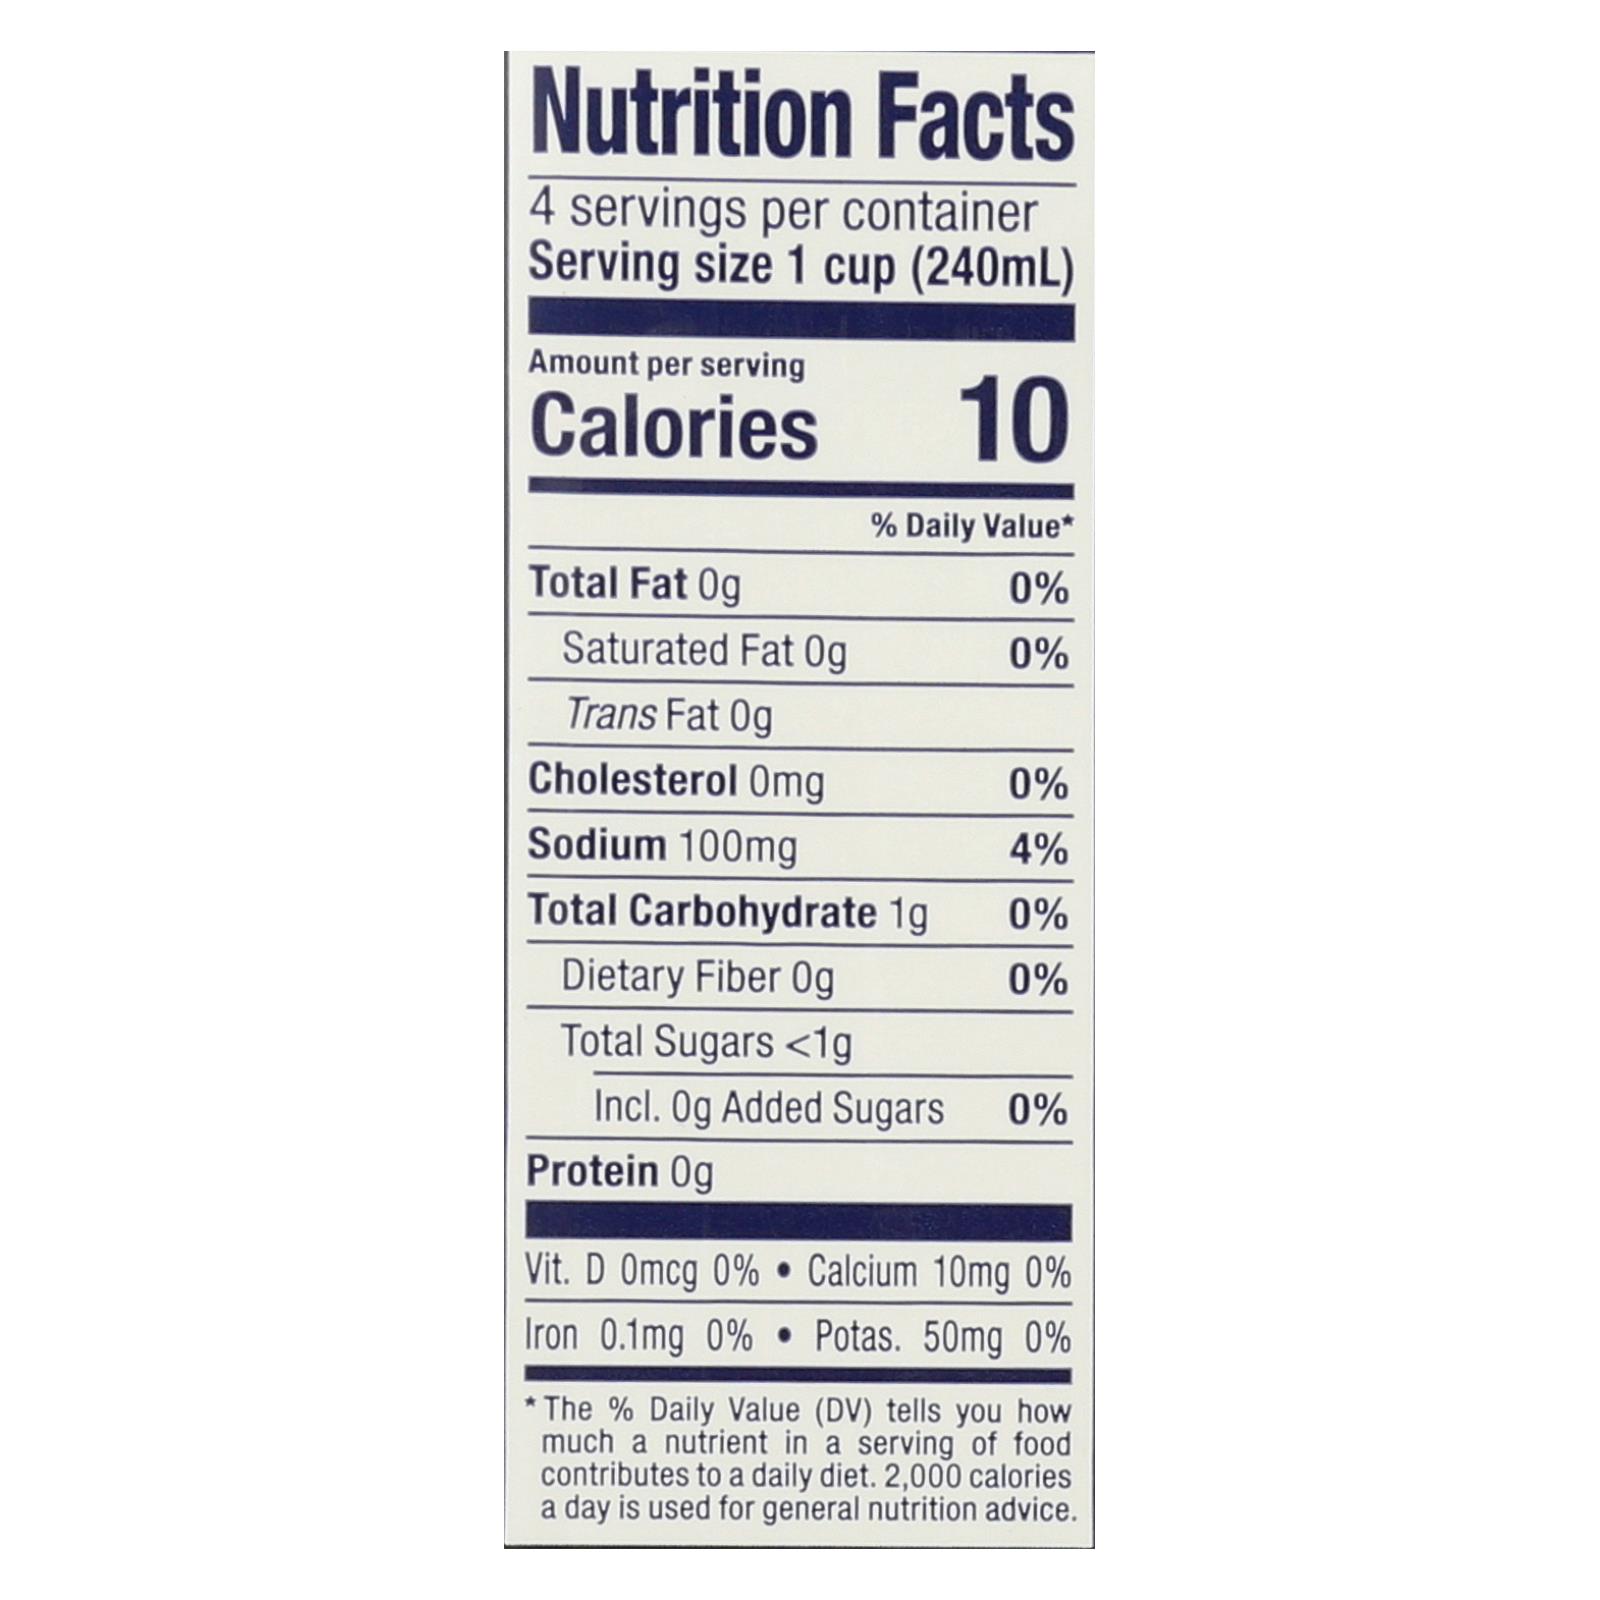 Nutrition Facts
4 servings per container
Serving size 1 cup (240mL)
Amount per serving
Calories 10
% Daily Value*
Total Fat 0g 0%
Saturated Fat 0g 0%
Trans Fat 0g
Cholesterol 0mg 0%
Sodium 100mg 4%
Total Carbohydrate 1g 0%
Dietary Fiber 0g 0%
Total Sugars <1g
Incl. 0g Added Sugars 0%
Protein 0g
Vit. D 0mcg 0% • Calcium 10mg 0%
Iron 0.1mg 0% • Potas. 50mg 0%
* The % Daily Value (DV) tells you how
much a nutrient in a serving of food
contributes to a daily diet. 2,000 calories
a day is used for general nutrition advice.